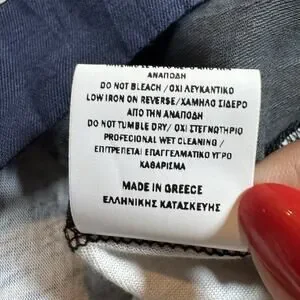 ΑΝΑΠΟΔΗ
DO NOT BLEACH / ΟΧΙ ΛΕΥΚΑΝΤΙΚΟ
LOW IRON ON REVERSE/ΧΑΜΗΛΟ ΣΙΔΕΡΟ
ΑΠΟ ΤΗΝ ΑΝΑΠΟΔΗ
DO NOT TUMBLE DRY/ ΟΧΙ ΣΤΕΓΝΩΤΗΡΙΟ
PROFECIONAL WET CLEANING /
ΕΠΙΤΡΕΠΕΤΑΙ ΕΠΑΓΓΕΛΜΑΤΙΚΟ ΥΓΡΟ
ΚΑΘΑΡΙΣΜΑ
MADE IN GREECE
ΕΛΛΗΝΙΚΗΣ ΚΑΤΑΣΚΕΥΗΣ